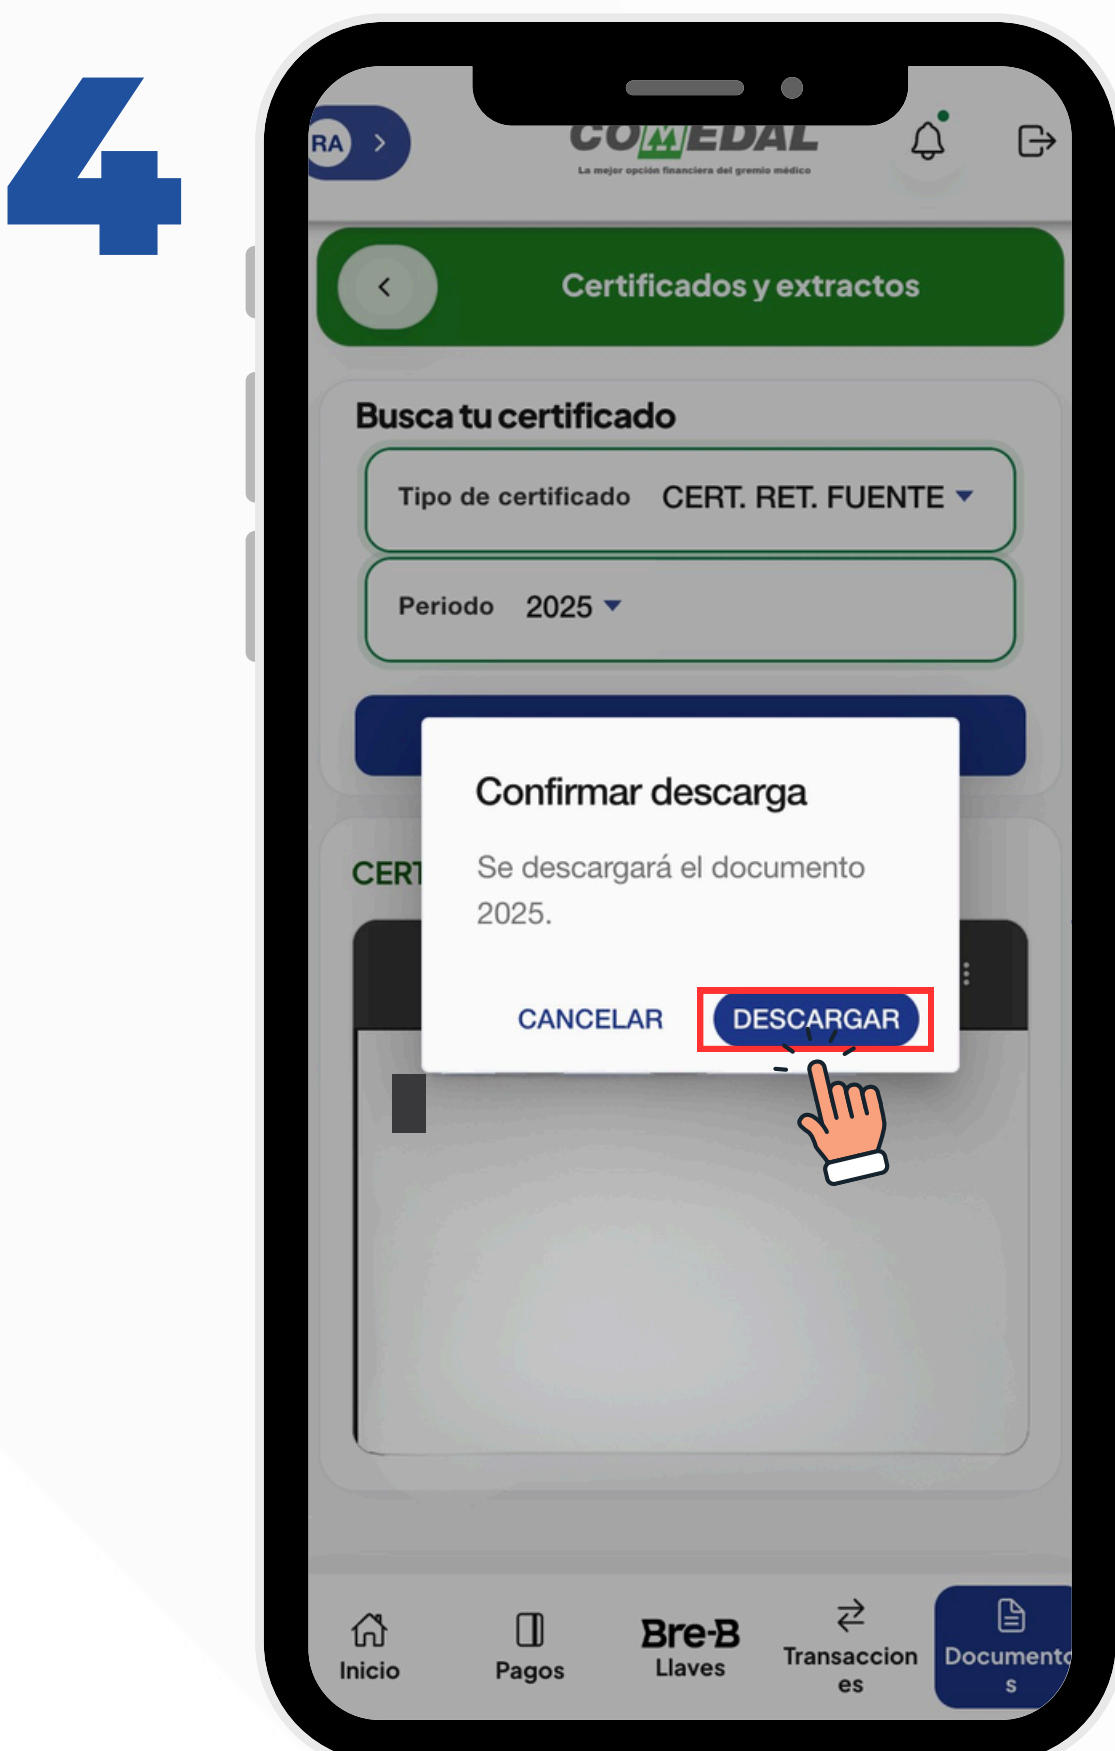 4
RA
COMEDAL
La mejor opción financiera del gremio médico
Certificados y extractos
Busca tu certificado
Tipo de certificado CERT. RET. FUENTE
Periodo 2025
Confirmar descarga
CERT
Se descargará el documento
2025.
CANCELAR DESCARGAR
Inicio
Pagos
Bre-B
Llaves
Transaccion
es
Documento
s